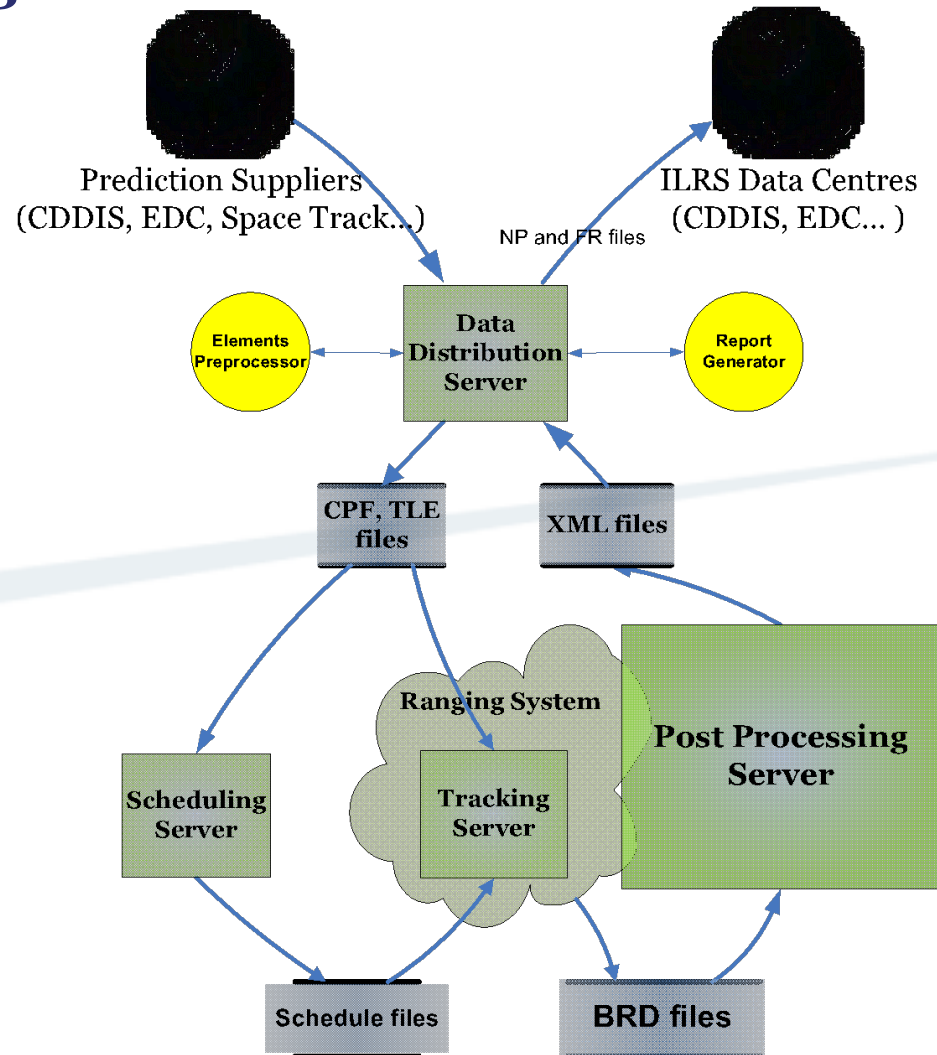 Prediction Suppliers
(CDDIS, EDC, Space Track...)
ILRS Data Centres
(CDDIS, EDC... )
NP and FR files
Data
Distribution
Server
Elements
Preprocessor
Report
Generator
CPF, TLE
files
XML files
Ranging System
Post Processing
Server
Scheduling
Server
Tracking
Server
Schedule files
BRD files